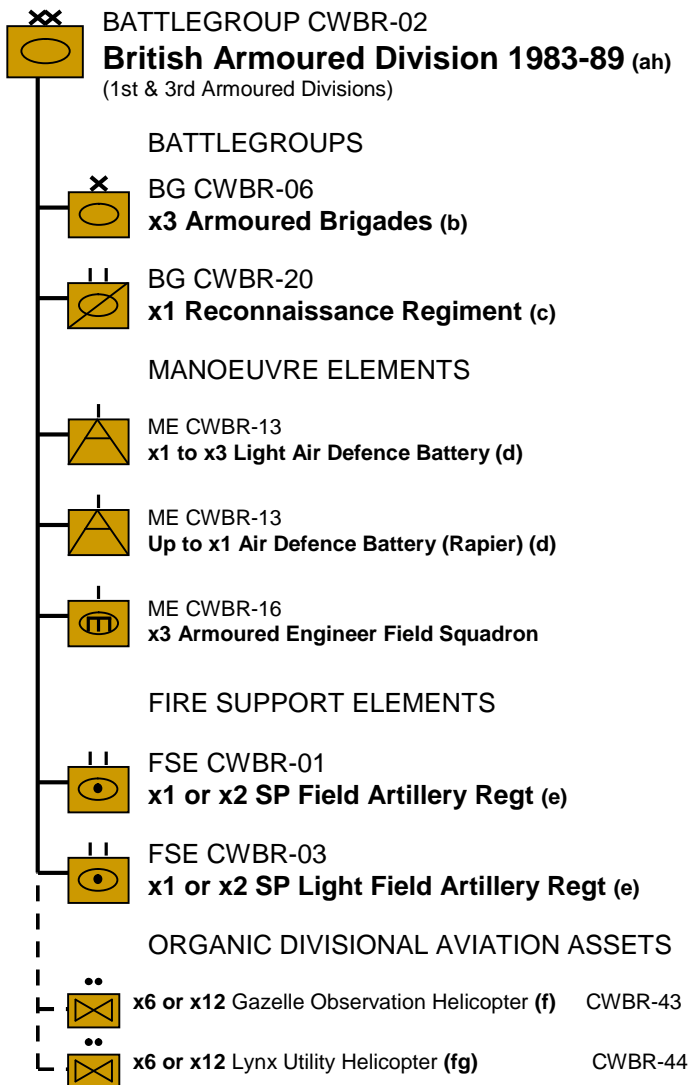 BATTLEGROUP CWBR-02
British Armoured Division 1983-89 (ah)
(1st & 3rd Armoured Divisions)
BATTLEGROUPS
BG CWBR-06
x3 Armoured Brigades (b)
BG CWBR-20
x1 Reconnaissance Regiment (c)
MANOEUVRE ELEMENTS
ME CWBR-13
x1 to x3 Light Air Defence Battery (d)
ME CWBR-13
Up to x1 Air Defence Battery (Rapier) (d)
ME CWBR-16
x3 Armoured Engineer Field Squadron
FIRE SUPPORT ELEMENTS
FSE CWBR-01
x1 or x2 SP Field Artillery Regt (e)
FSE CWBR-03
x1 or x2 SP Light Field Artillery Regt (e)
ORGANIC DIVISIONAL AVIATION ASSETS
x6 or x12 Gazelle Observation Helicopter (f) CWBR-43
x6 or x12 Lynx Utility Helicopter (fg) CWBR-44